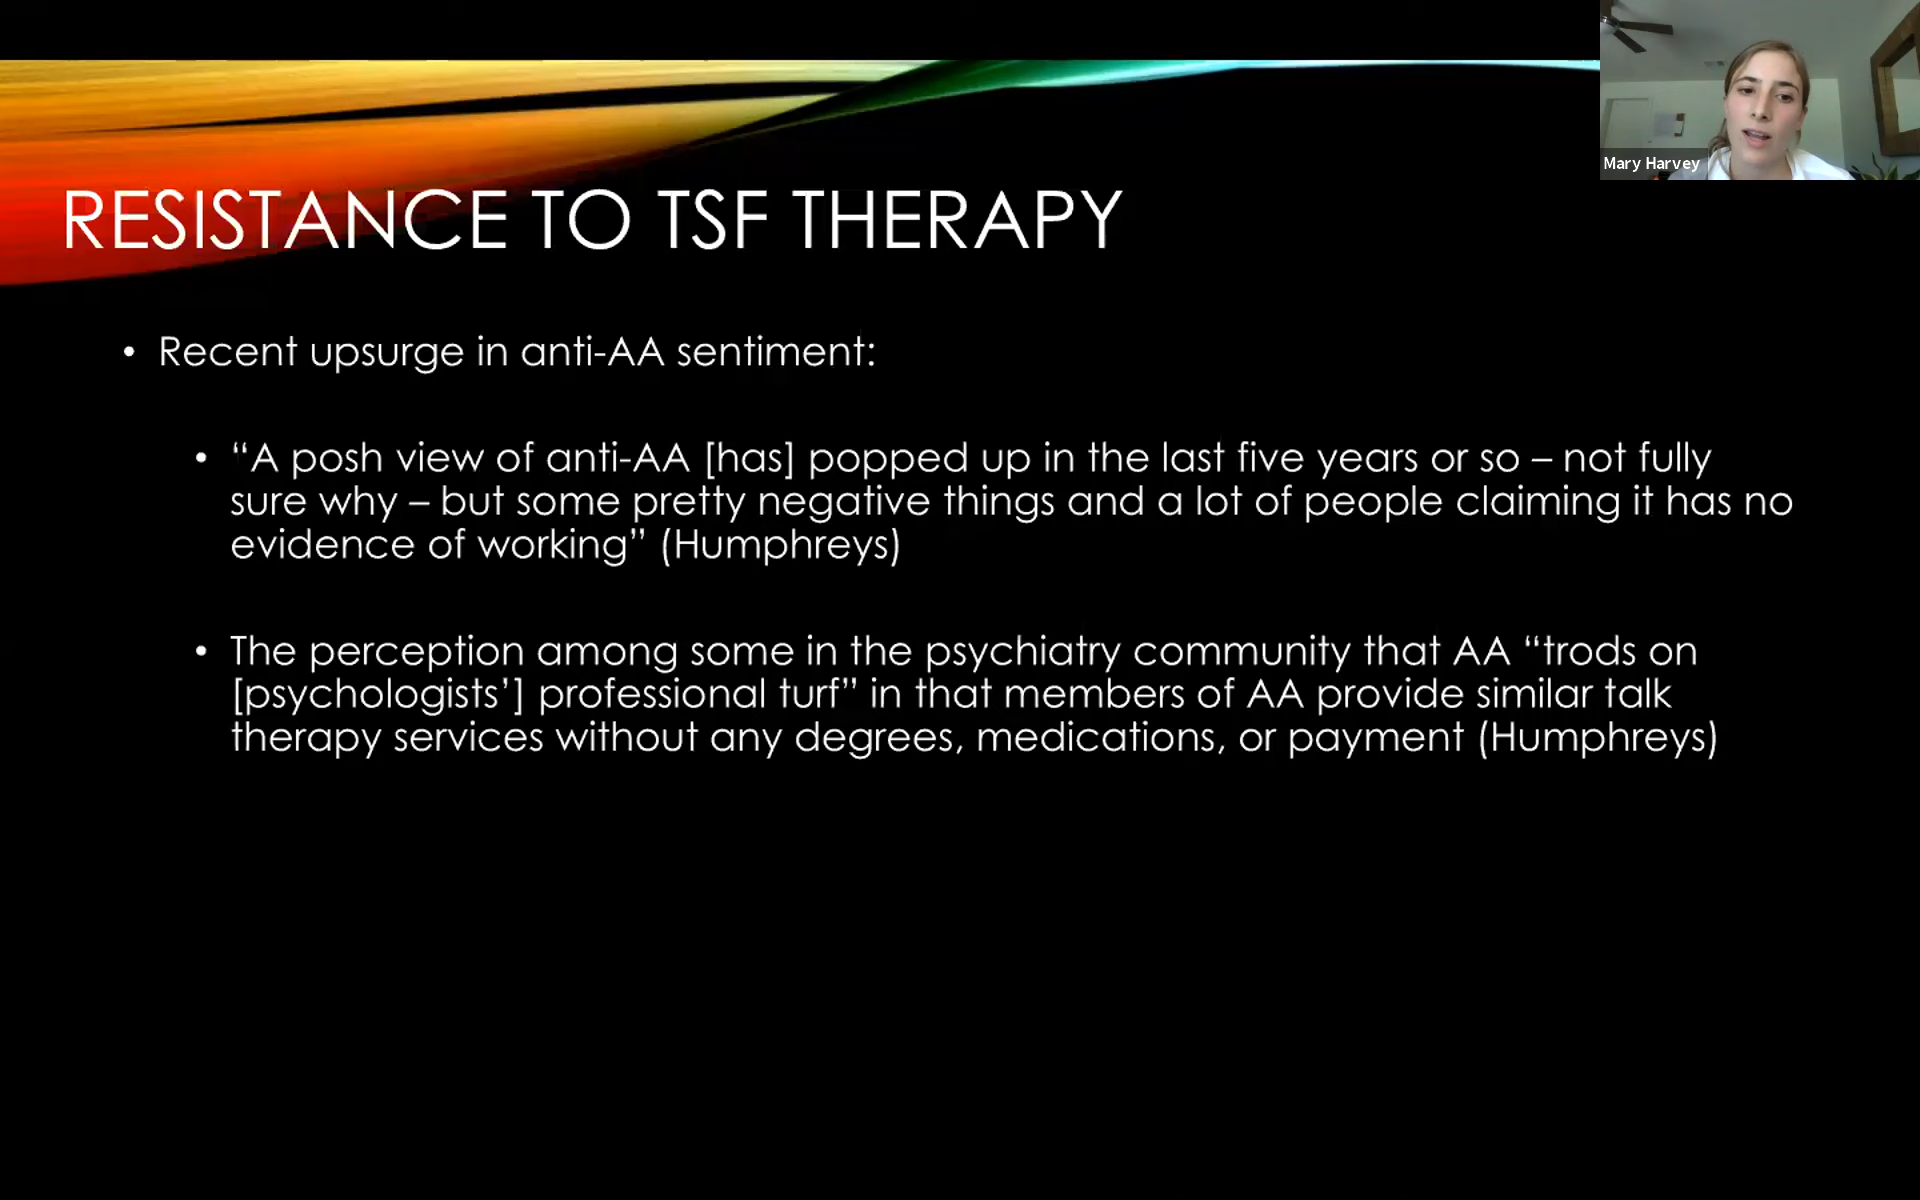 Mary Harvey
RESISTANCE TO TSF THERAPY
• Recent upsurge in anti-AA sentiment:
• “A posh view of anti-AA [has] popped up in the last five years or so – not fully
sure why – but some pretty negative things and a lot of people claiming it has no
evidence of working” (Humphreys)
• The perception among some in the psychiatry community that AA “trods on
[psychologists’] professional turf” in that members of AA provide similar talk
therapy services without any degrees, medications, or payment (Humphreys)